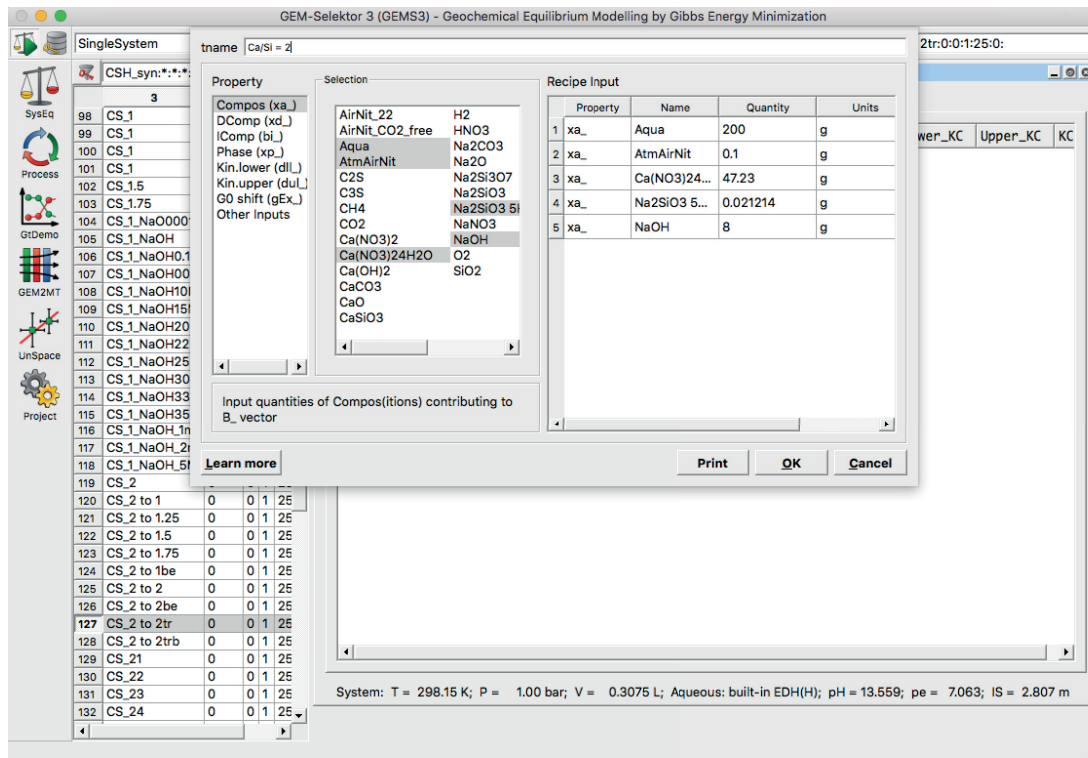 GEM-Selektor 3 (GEMS3) - Geochemical Equilibrium Modelling by Gibbs Energy Minimization
SingleSystem
2tr:0:0:1:25:0:
CSH_syn:*:*:*:
tname Ca/Si = 2
Property
Compos (xa_)
DComp (xd_)
IComp (bi_)
Phase (xp_)
Kin.lower (dll_)
Kin.upper (dul_)
G0 shift (gEx_)
Other Inputs
Selection
AirNit_22
AirNit_CO2_free
Aqua
AtmAirNit
C2S
C3S
CH4
CO2
Ca(NO3)2
Ca(NO3)24H2O
Ca(OH)2
CaCO3
CaO
CaSiO3
H2
HNO3
Na2CO3
Na2O
Na2Si3O7
Na2SiO3
Na2SiO3 5H
NaNO3
NaOH
O2
SiO2
Recipe Input
Property Name Quantity Units
1 xa_ Aqua 200 g
2 xa_ AtmAirNit 0.1 g
3 xa_ Ca(NO3)24... 47.23 g
4 xa_ Na2SiO3 5... 0.021214 g
5 xa_ NaOH 8 g
Input quantities of Compos(itions) contributing to
B_ vector
Learn more
Print
OK
Cancel
SysEq
Process
GtDemo
GEM2MT
UnSpace
Project
3
98 CS_1
99 CS_1
100 CS_1
101 CS_1
102 CS_1.5
103 CS_1.75
104 CS_1_NaO0001
105 CS_1_NaOH
106 CS_1_NaOH0.1
107 CS_1_NaOH00
108 CS_1_NaOH10
109 CS_1_NaOH15
110 CS_1_NaOH20
111 CS_1_NaOH22
112 CS_1_NaOH25
113 CS_1_NaOH30
114 CS_1_NaOH33
115 CS_1_NaOH35
116 CS_1_NaOH_1
117 CS_1_NaOH_2
118 CS_1_NaOH_5
119 CS_2
120 CS_2 to 1 0 0 1 25
121 CS_2 to 1.25 0 0 1 25
122 CS_2 to 1.5 0 0 1 25
123 CS_2 to 1.75 0 0 1 25
124 CS_2 to 1be 0 0 1 25
125 CS_2 to 2 0 0 1 25
126 CS_2 to 2be 0 0 1 25
127 CS_2 to 2tr 0 0 1 25
128 CS_2 to 2trb 0 0 1 25
129 CS_21 0 0 1 25
130 CS_22 0 0 1 25
131 CS_23 0 0 1 25
132 CS_24 0 0 1 25
wer_KC Upper_KC KC
System: T = 298.15 K; P = 1.00 bar; V = 0.3075 L; Aqueous: built-in EDH(H); pH = 13.559; pe = 7.063; IS = 2.807 m